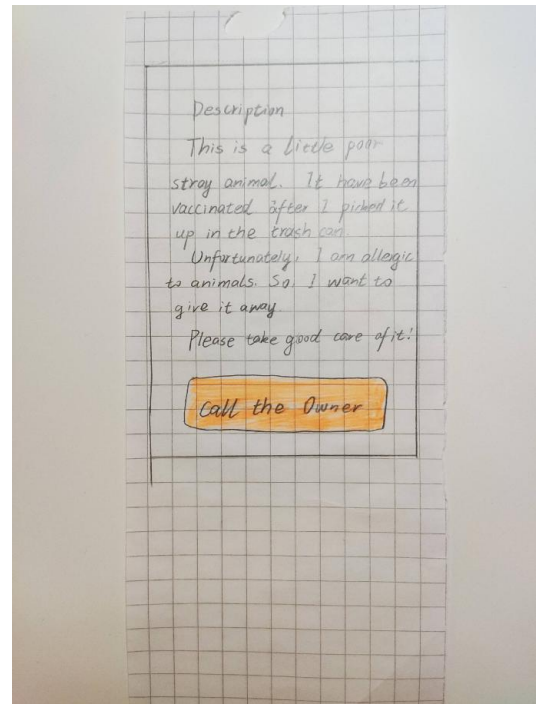 Description
This is a little poor
stray animal. It have been
vaccinated after I picked it
up in the trash can.
Unfortunately, I am allergic
to animals. So, I want to
give it away.
Please take good care of it!
Call the Owner